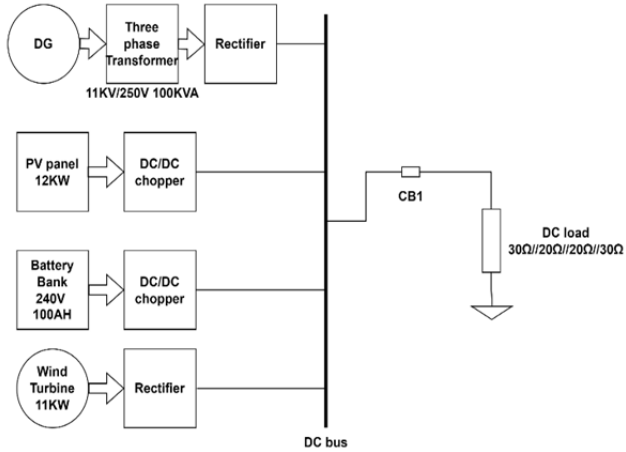 DG
Three
phase
Transformer
Rectifier
11KV/250V 100KVA
PV panel
12KW
DC/DC
chopper
CB1
DC load
30Ω//20Ω//20Ω//30Ω
Battery
Bank
240V
100AH
DC/DC
chopper
Wind
Turbine
11KW
Rectifier
DC bus